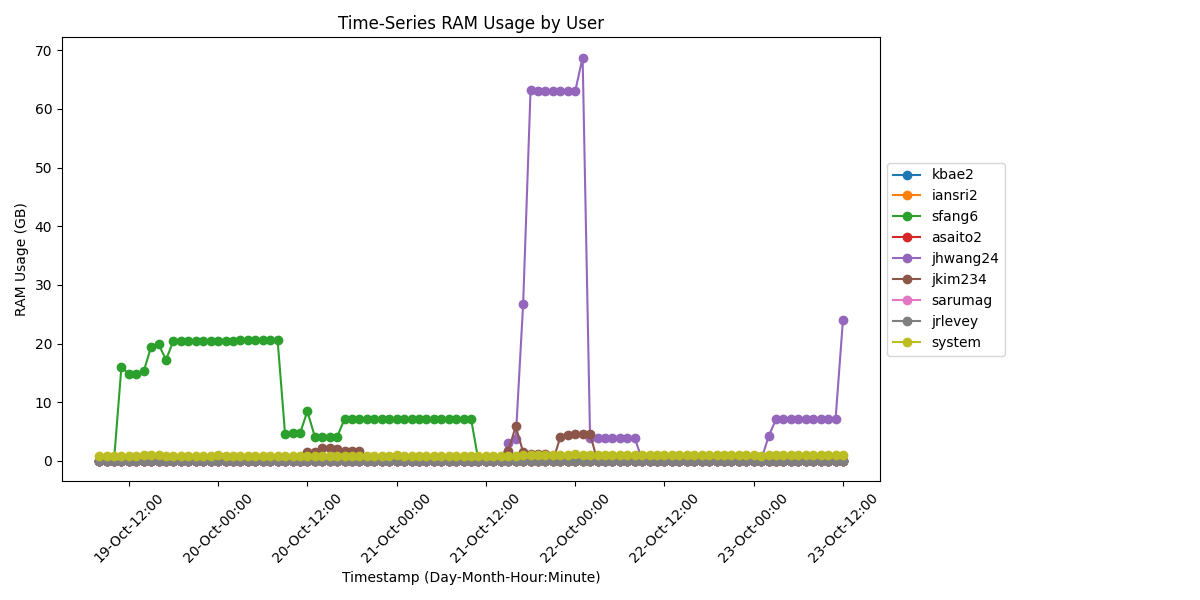 Time-Series RAM Usage by User
70
60
50
40
30
20
10
0
RAM Usage (GB)
19-Oct-12:00
20-Oct-00:00
20-Oct-12:00
21-Oct-00:00
21-Oct-12:00
22-Oct-00:00
22-Oct-12:00
23-Oct-00:00
23-Oct-12:00
Timestamp (Day-Month-Hour:Minute)
kbae2
iansri2
sfang6
asaito2
jhwang24
jkim234
sarumag
jrlevey
system